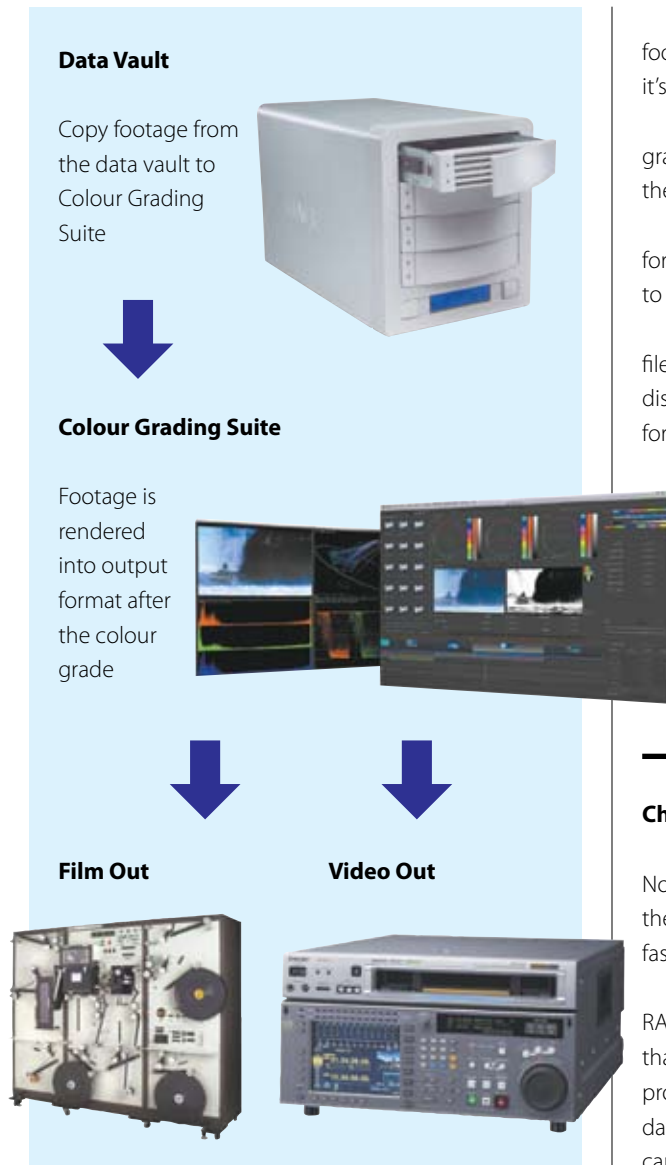 Data Vault
Copy footage from
the data vault to
Colour Grading
Suite
Colour Grading Suite
Footage is
rendered
into output
format after
the colour
grade
Film Out
Video Out
it's
gra
the
for
to
file
dis
for
Ch
No
the
fas
RA
tha
pro
da